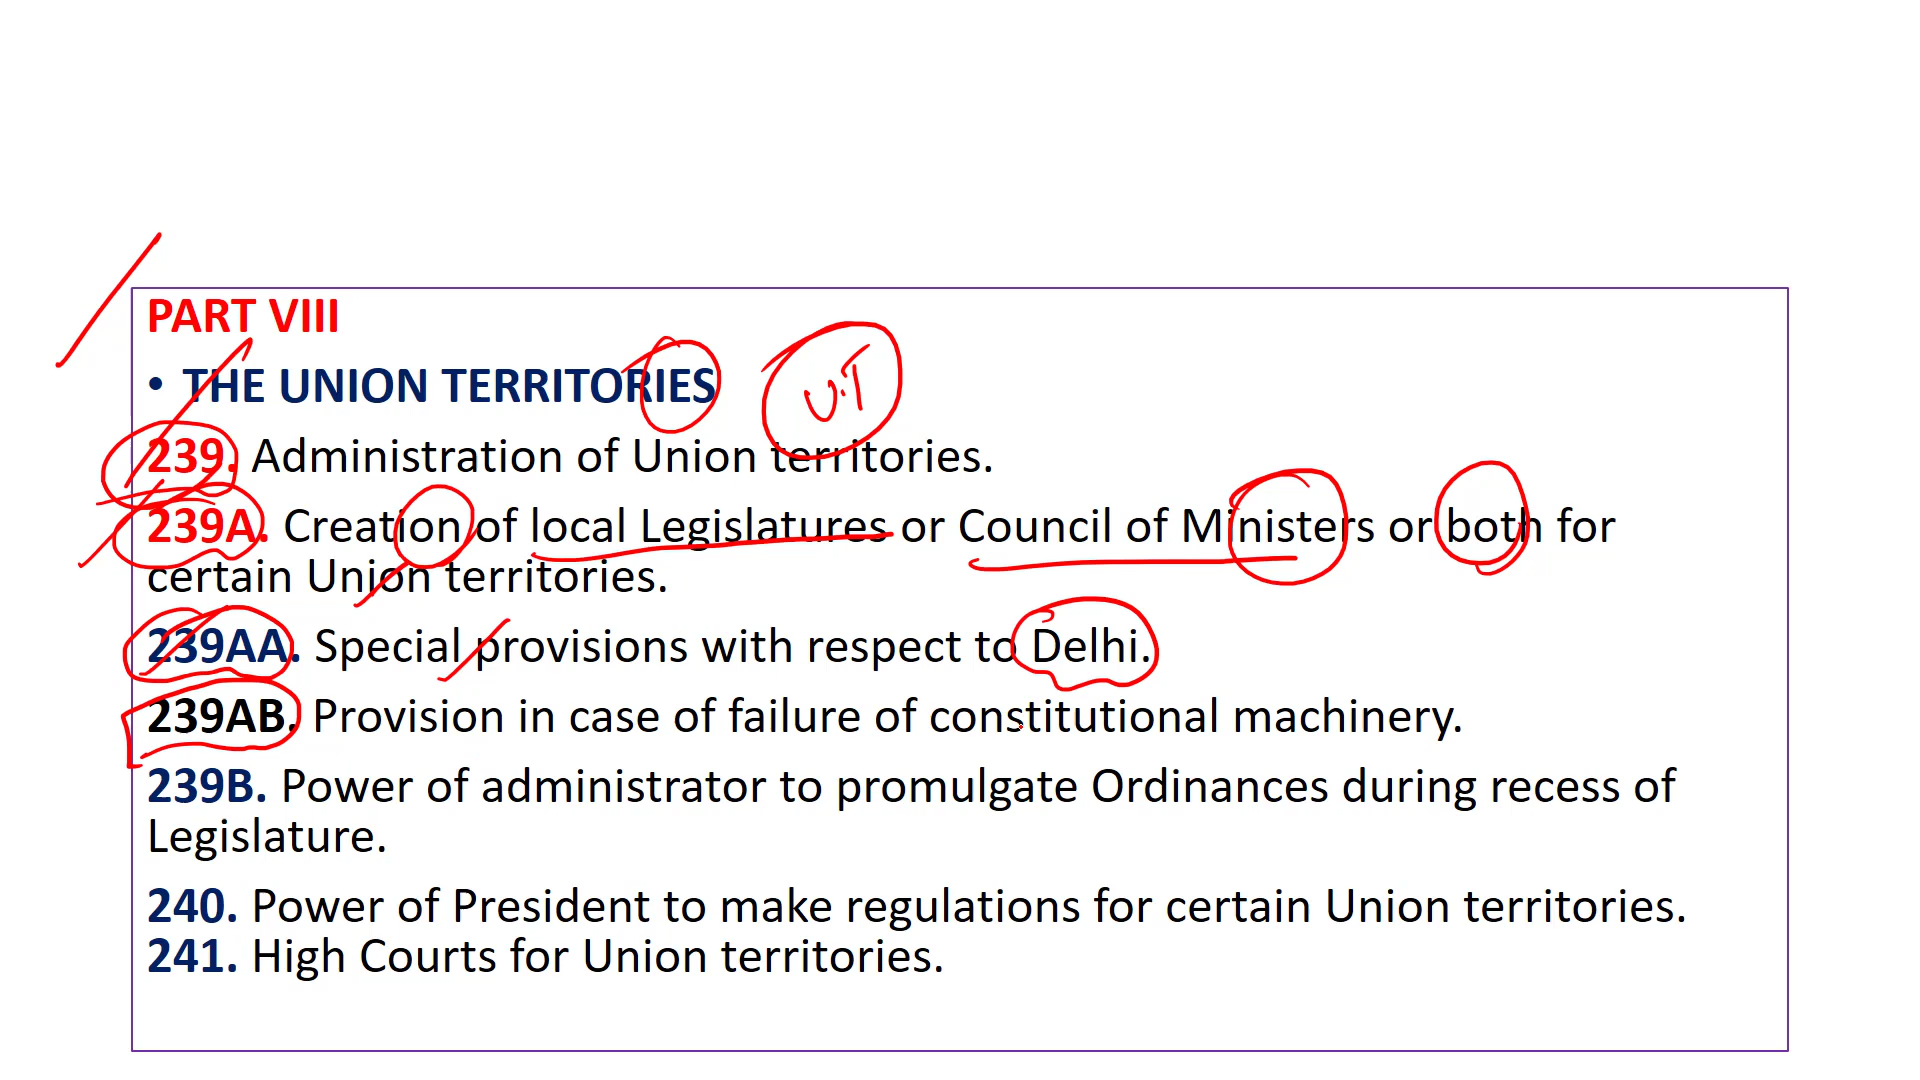 PART VIII
• THE UNION TERRITORIES
U.T
239. Administration of Union territories.
239A. Creation of local Legislatures or Council of Ministers or both for
certain Union territories.
239AA. Special provisions with respect to Delhi.
239AB. Provision in case of failure of constitutional machinery.
239B. Power of administrator to promulgate Ordinances during recess of
Legislature.
240. Power of President to make regulations for certain Union territories.
241. High Courts for Union territories.